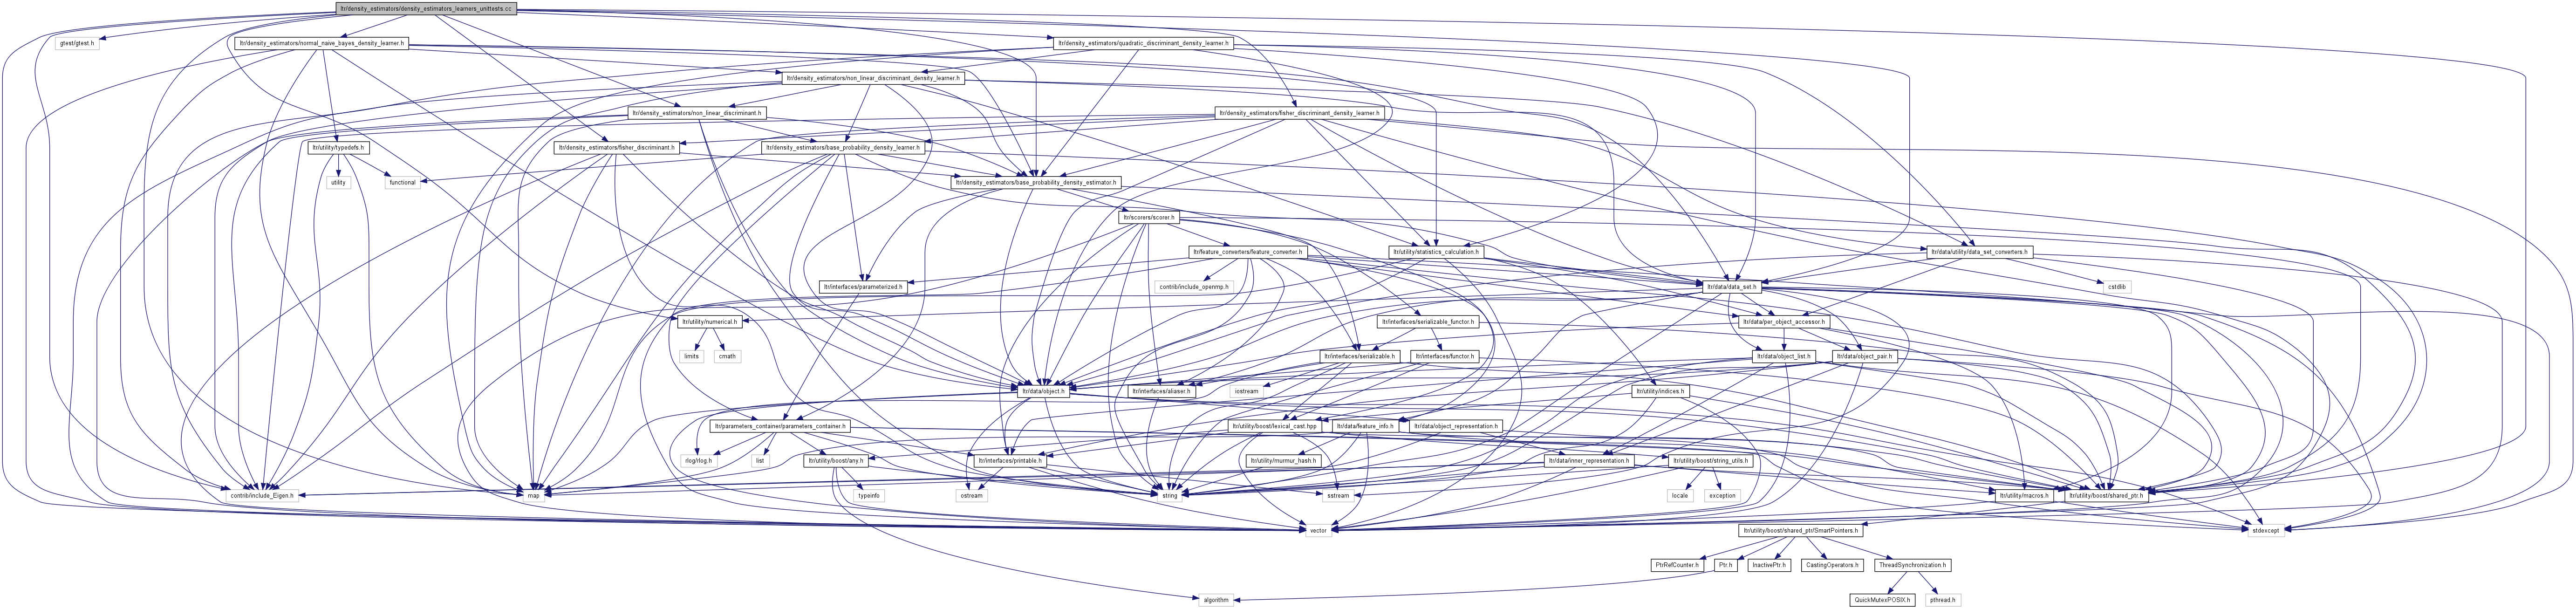 ltr/density_estimators/density_estimators_learners_unittests.cc
gtest/gtest.h
ltr/density_estimators/normal_naive_bayes_density_learner.h
ltr/density_estimators/quadratic_discriminant_density_learner.h
ltr/density_estimators/non_linear_discriminant_density_learner.h
ltr/density_estimators/non_linear_discriminant.h
ltr/density_estimators/fisher_discriminant_density_learner.h
ltr/utility/typedefs.h
ltr/density_estimators/fisher_discriminant.h
ltr/density_estimators/base_probability_density_learner.h
utility
functional
ltr/density_estimators/base_probability_density_estimator.h
ltr/scorers/scorer.h
ltr/feature_converters/feature_converter.h
ltr/utility/statistics_calculation.h
ltr/data/utility/data_set_converters.h
ltr/interfaces/parameterized.h
contrib/include_openmp.h
ltr/data/data_set.h
cstdlib
ltr/utility/numerical.h
ltr/interfaces/serializable_functor.h
ltr/data/per_object_accessor.h
limits
cmath
ltr/interfaces/serializable.h
ltr/interfaces/functor.h
ltr/data/object_list.h
ltr/data/object_pair.h
ltr/data/object.h
ltr/interfaces/aliaser.h
iostream
ltr/utility/indices.h
ltr/parameters_container/parameters_container.h
ltr/utility/boost/lexical_cast.hpp
ltr/data/feature_info.h
ltr/data/object_representation.h
rlog/rlog.h
list
ltr/utility/boost/any.h
ltr/interfaces/printable.h
ltr/utility/murmur_hash.h
ltr/data/inner_representation.h
ltr/utility/boost/string_utils.h
contrib/include_Eigen.h
map
typeinfo
ostream
string
sstream
locale
exception
ltr/utility/macros.h
ltr/utility/boost/shared_ptr.h
vector
ltr/utility/boost/shared_ptr/SmartPointers.h
stdexcept
PtrRefCounter.h
Ptr.h
InactivePtr.h
CastingOperators.h
ThreadSynchronization.h
algorithm
QuickMutexPOSIX.h
pthread.h